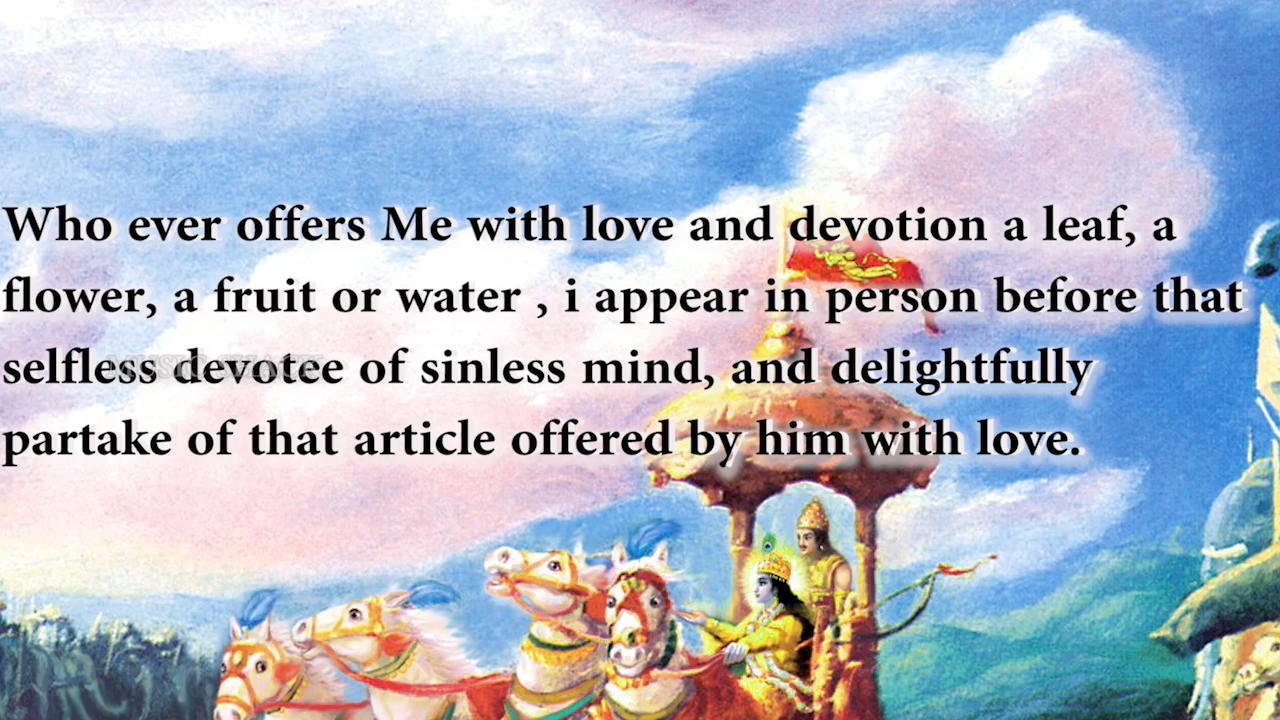 Who ever offers Me with love and devotion a leaf, a
flower, a fruit or water , i appear in person before that
selfless devotee of sinless mind, and delightfully
partake of that article offered by him with love.